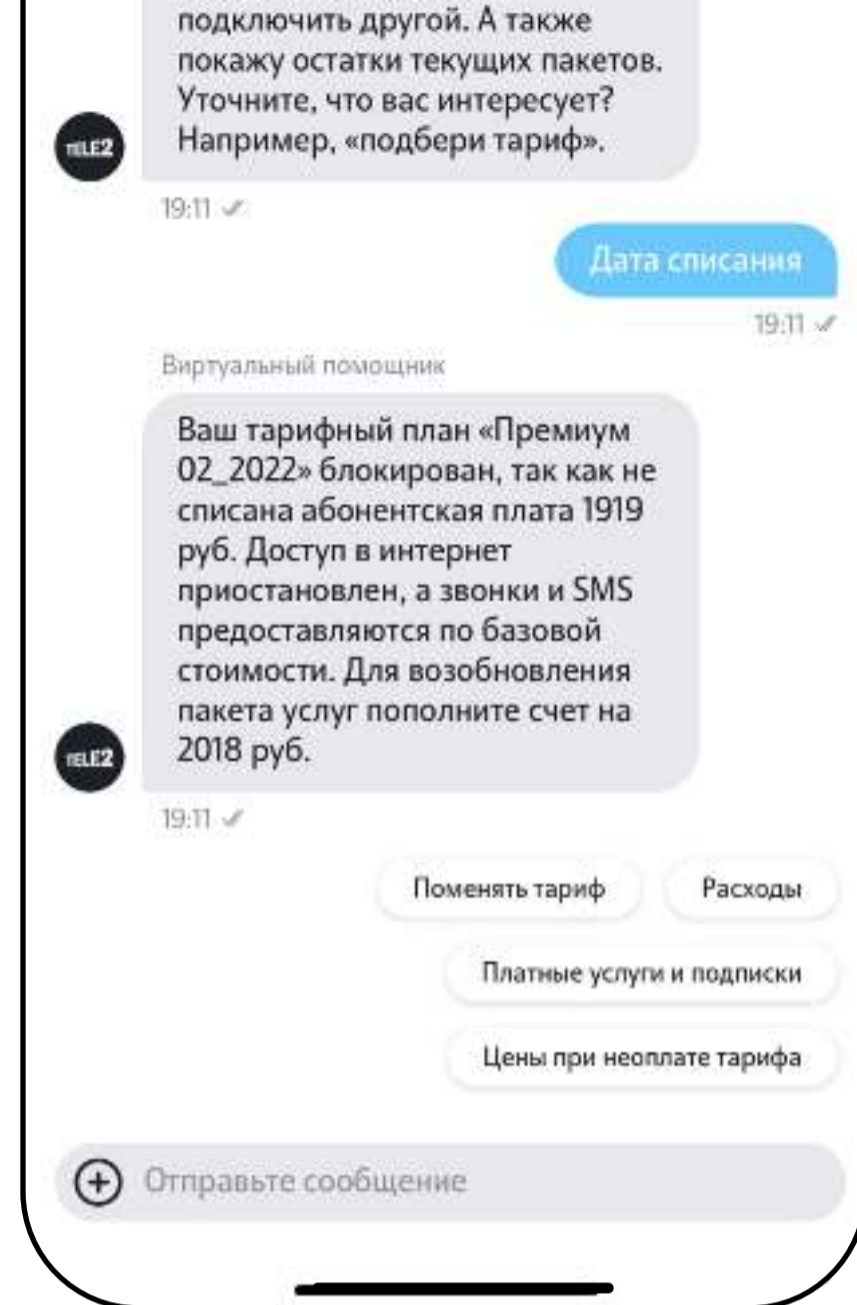 подключить другой. А также
покажу остатки текущих пакетов.
Уточните, что вас интересует?
Например, «подбери тариф».
TELE2
19:11
Дата списания
19:11
Виртуальный помощник
Ваш тарифный план «Премиум
02_2022» блокирован, так как не
списана абонентская плата 1919
руб. Доступ в интернет
приостановлен, а звонки и SMS
предоставляются по базовой
стоимости. Для возобновления
пакета услуг пополните счет на
2018 руб.
TELE2
19:11
Поменять тариф Расходы
Платные услуги и подписки
Цены при неоплате тарифа
Отправьте сообщение